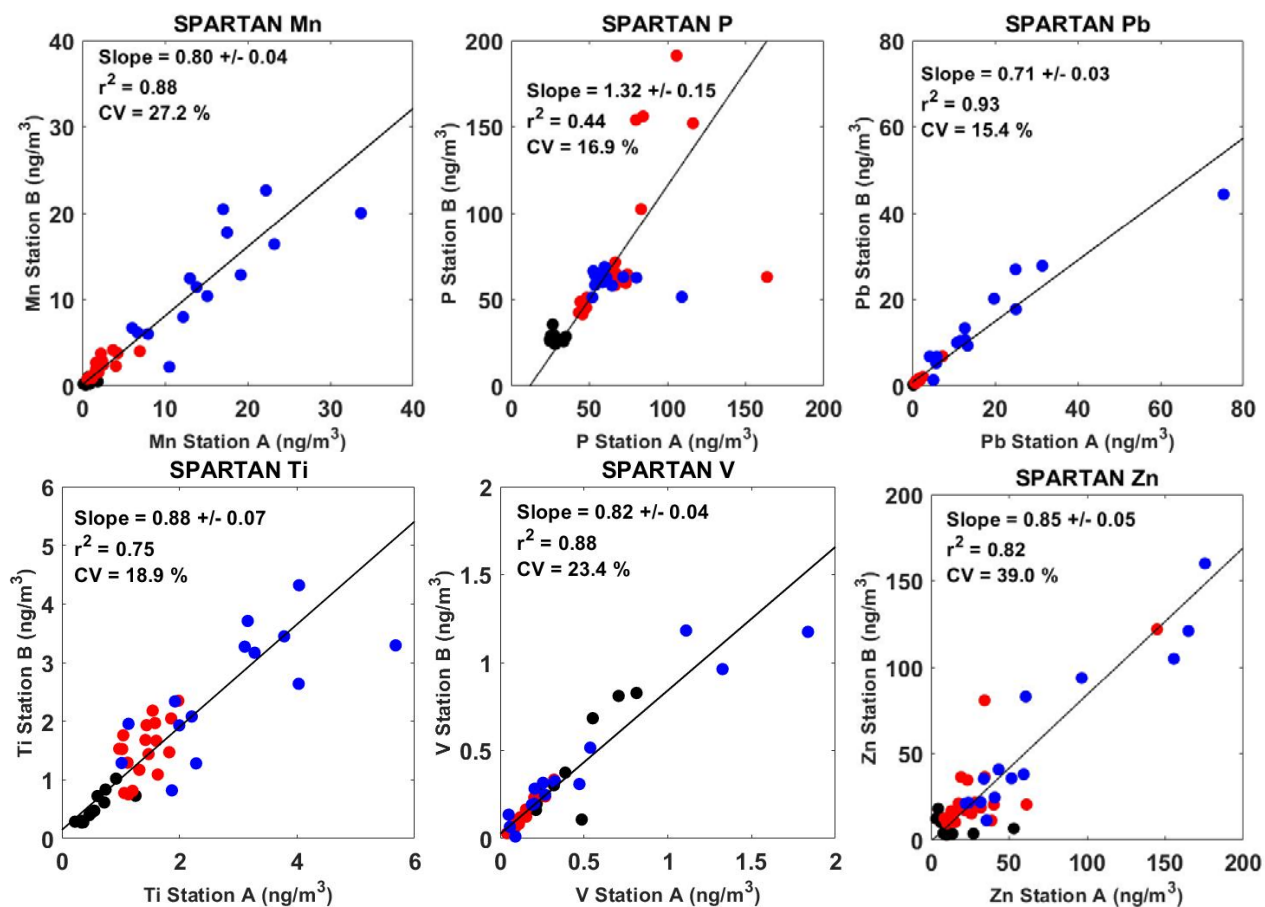 SPARTAN Mn
Slope = 0.80 +/- 0.04
r² = 0.88
CV = 27.2 %
Mn Station B (ng/m³)
40
30
20
10
0
0 10 20 30 40
Mn Station A (ng/m³)
SPARTAN P
Slope = 1.32 +/- 0.15
r² = 0.44
CV = 16.9 %
P Station B (ng/m³)
200
150
100
50
0
0 50 100 150 200
P Station A (ng/m³)
SPARTAN Pb
Slope = 0.71 +/- 0.03
r² = 0.93
CV = 15.4 %
Pb Station B (ng/m³)
80
60
40
20
0
0 20 40 60 80
Pb Station A (ng/m³)
SPARTAN Ti
Slope = 0.88 +/- 0.07
r² = 0.75
CV = 18.9 %
Ti Station B (ng/m³)
6
5
4
3
2
1
0
0 2 4 6
Ti Station A (ng/m³)
SPARTAN V
Slope = 0.82 +/- 0.04
r² = 0.88
CV = 23.4 %
V Station B (ng/m³)
2
1.5
1
0.5
0
0 0.5 1 1.5 2
V Station A (ng/m³)
SPARTAN Zn
Slope = 0.85 +/- 0.05
r² = 0.82
CV = 39.0 %
Zn Station B (ng/m³)
200
150
100
50
0
0 50 100 150 200
Zn Station A (ng/m³)